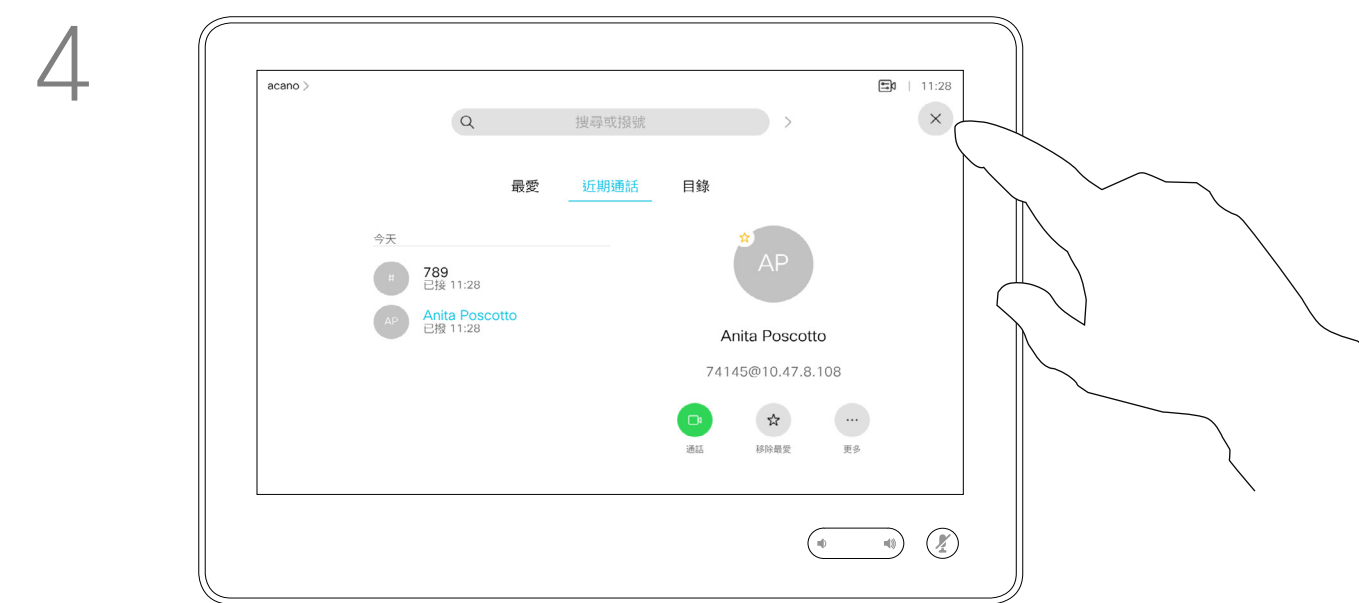 4
acano
11:28
搜尋或撥號
最愛 近期通話 目錄
今天
#
789
已接 11:28
AP
Anita Poscotto
已撥 11:28
AP
Anita Poscotto
74145@10.47.8.108
通話 移除最愛 更多